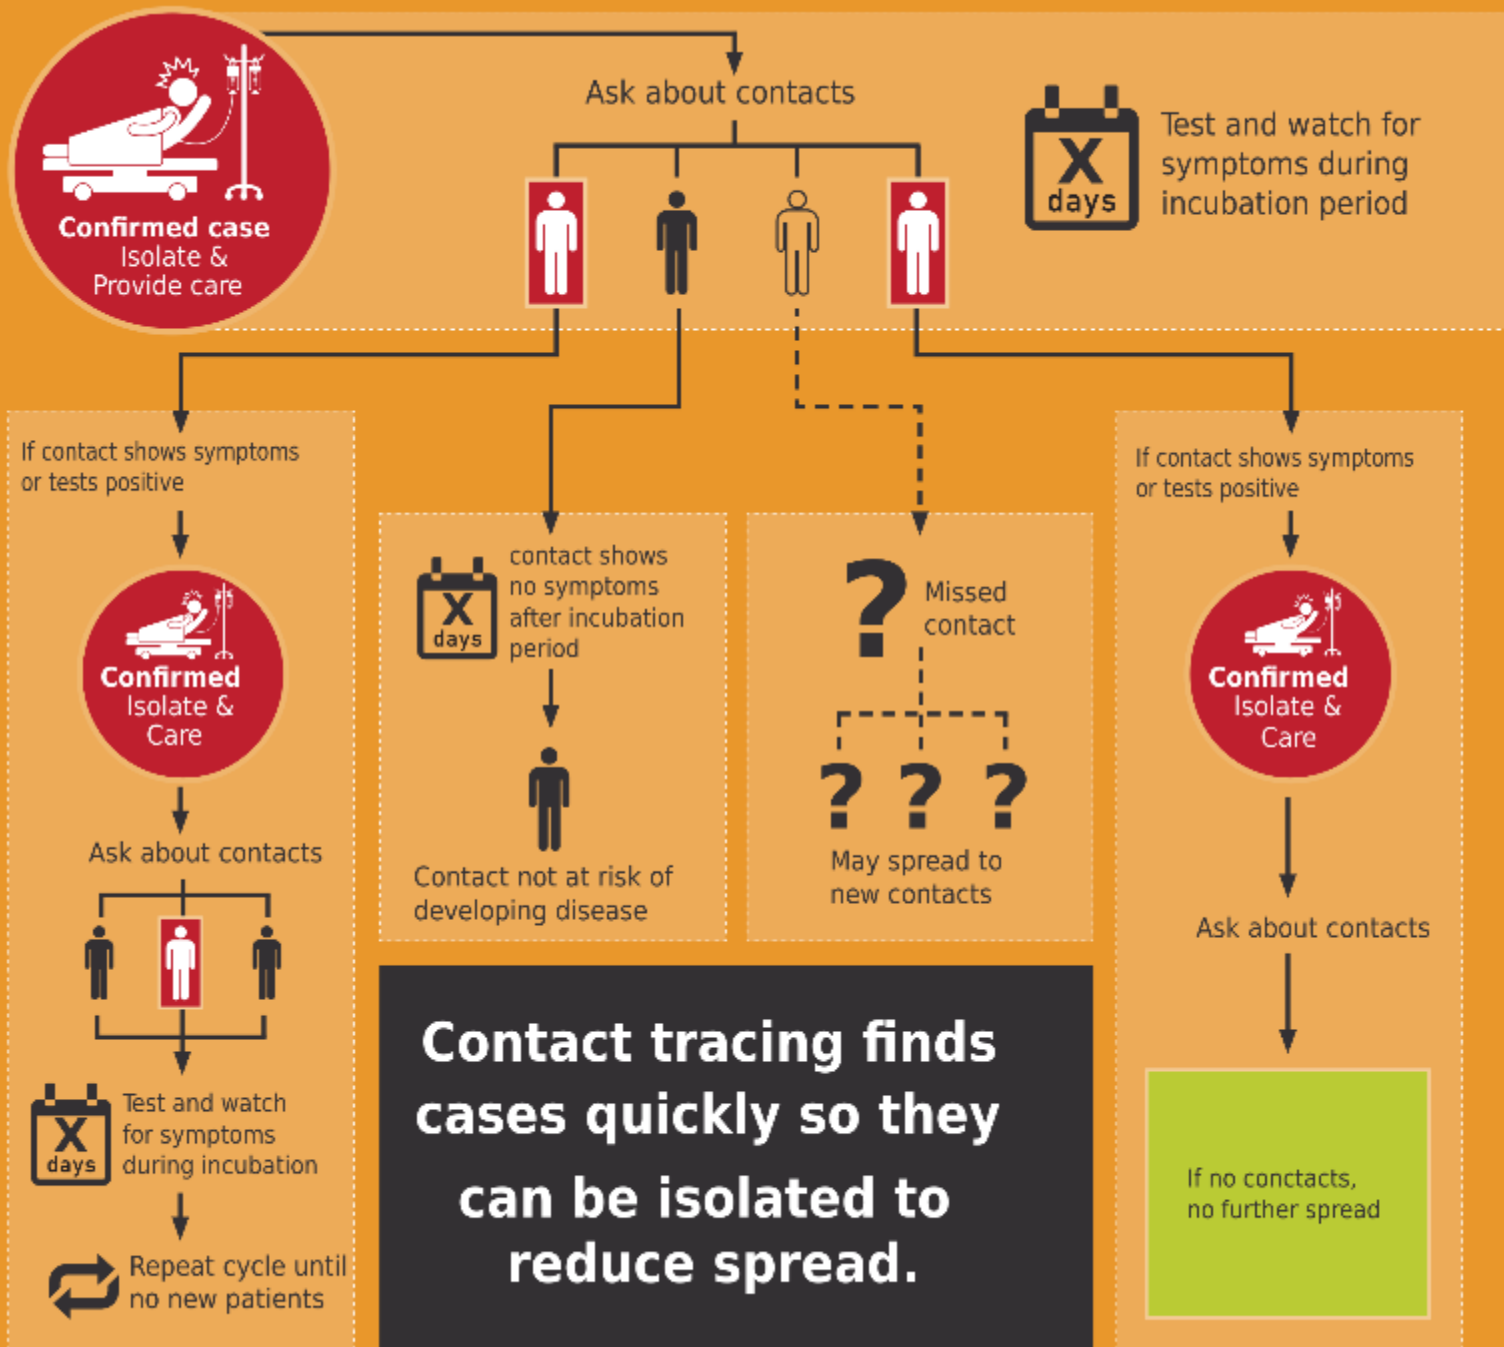 Confirmed case
Isolate &
Provide care
Ask about contacts
X
days
Test and watch for
symptoms during
incubation period
If contact shows symptoms
or tests positive
Confirmed
Isolate &
Care
Ask about contacts
X
days
Test and watch
for symptoms
during incubation
Repeat cycle until
no new patients
X
days
contact shows
no symptoms
after incubation
period
Contact not at risk of
developing disease
?
Missed
contact
? ? ?
May spread to
new contacts
If contact shows symptoms
or tests positive
Confirmed
Isolate &
Care
Ask about contacts
If no conctacts,
no further spread
Contact tracing finds
cases quickly so they
can be isolated to
reduce spread.